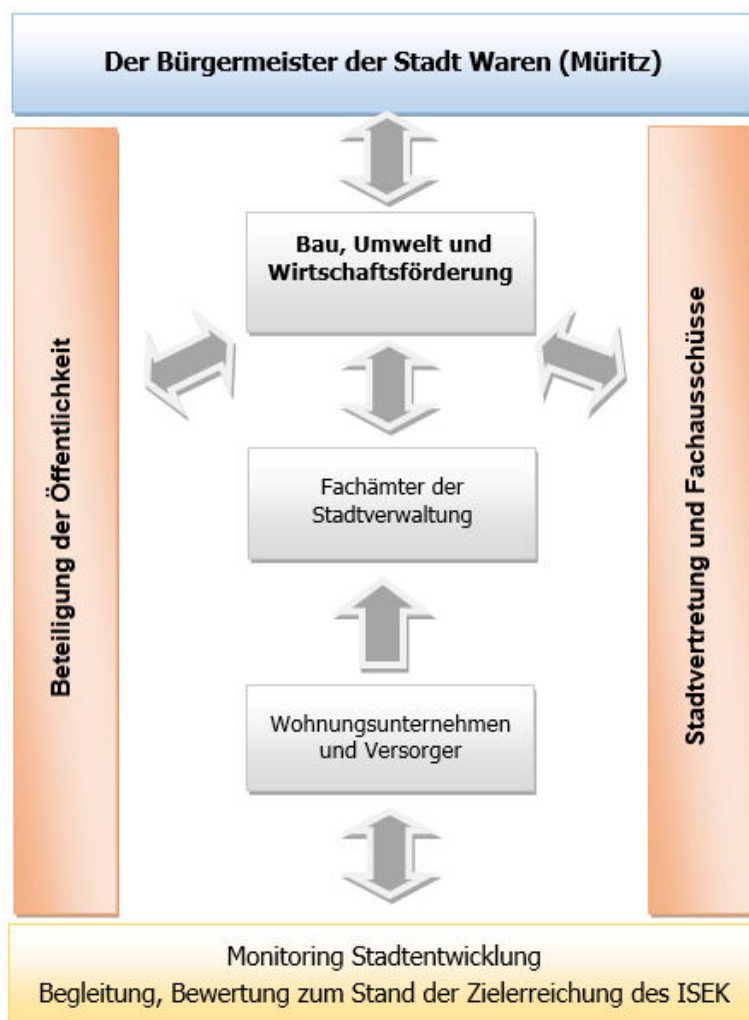 Der Bürgermeister der Stadt Waren (Müritz)
Bau, Umwelt und
Wirtschaftsförderung
Beteiligung der Öffentlichkeit
Stadtvertretung und Fachausschüsse
Fachämter der
Stadtverwaltung
Wohnungsunternehmen
und Versorger
Monitoring Stadtentwicklung
Begleitung, Bewertung zum Stand der Zielerreichung des ISEK